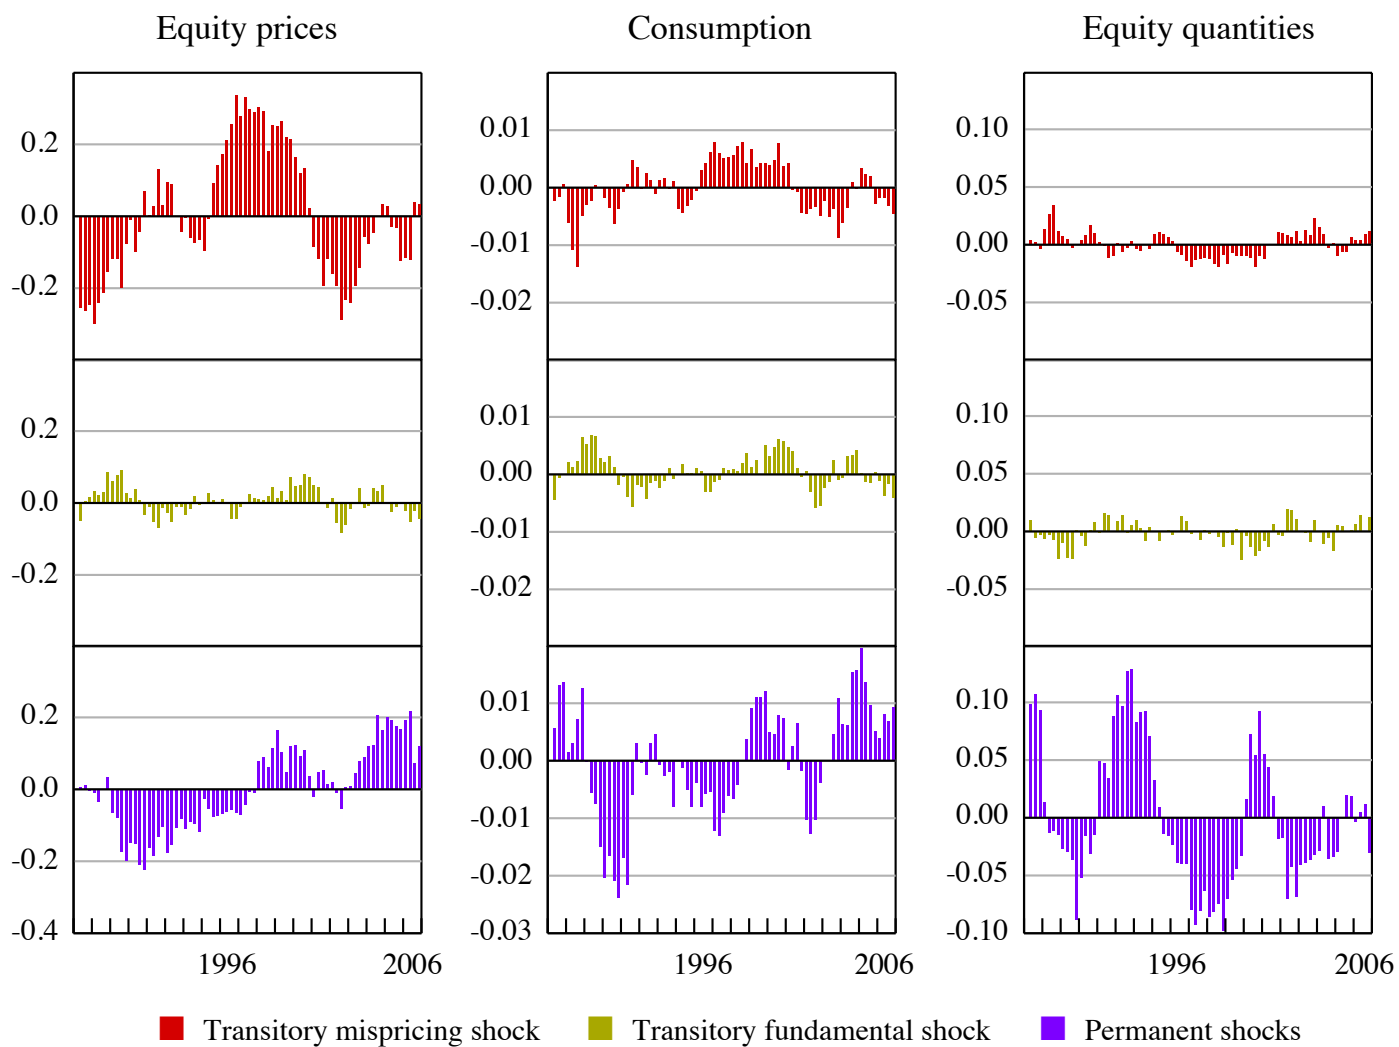 Equity prices Consumption Equity quantities
0.2 0.01 0.10
0.0 0.00 0.05
-0.2 -0.01 0.00
-0.02 -0.05
0.2 0.01 0.10
0.0 0.00 0.05
-0.2 -0.01 0.00
-0.02 -0.05
0.2 0.01 0.10
0.0 0.00 0.05
-0.2 -0.01 0.00
-0.02 -0.05
-0.4 -0.03 -0.10
1996 2006 1996 2006 1996 2006
Transitory mispricing shock Transitory fundamental shock Permanent shocks